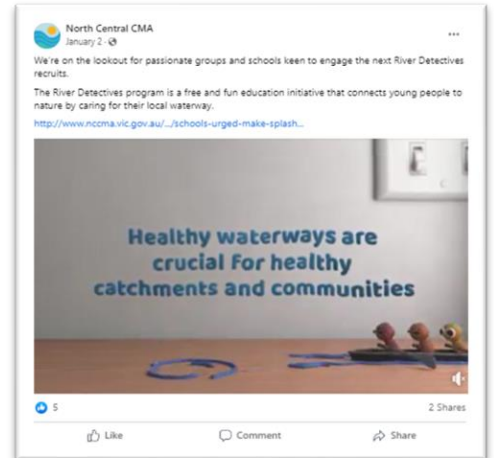 North Central CMA
January 2 ·
We're on the lookout for passionate groups and schools keen to engage the next River Detectives
recruits.
The River Detectives program is a free and fun education initiative that connects young people to
nature by caring for their local waterway.
http://www.nccma.vic.gov.au/.../schools-urged-make-splash...
Healthy waterways are
crucial for healthy
catchments and communities
5
2 Shares
Like Comment Share